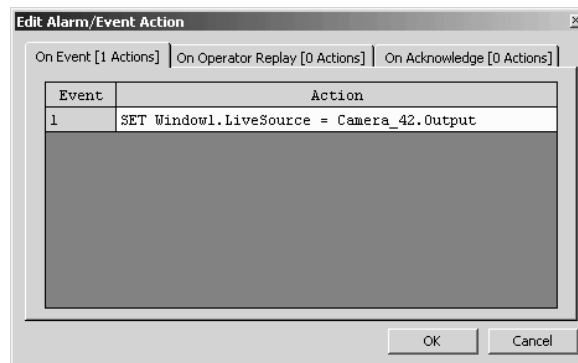 Edit Alarm/Event Action
On Event [1 Actions] On Operator Replay [0 Actions] On Acknowledge [0 Actions]
Event Action
1 SET Window1.LiveSource = Camera_42.Output
OK Cancel